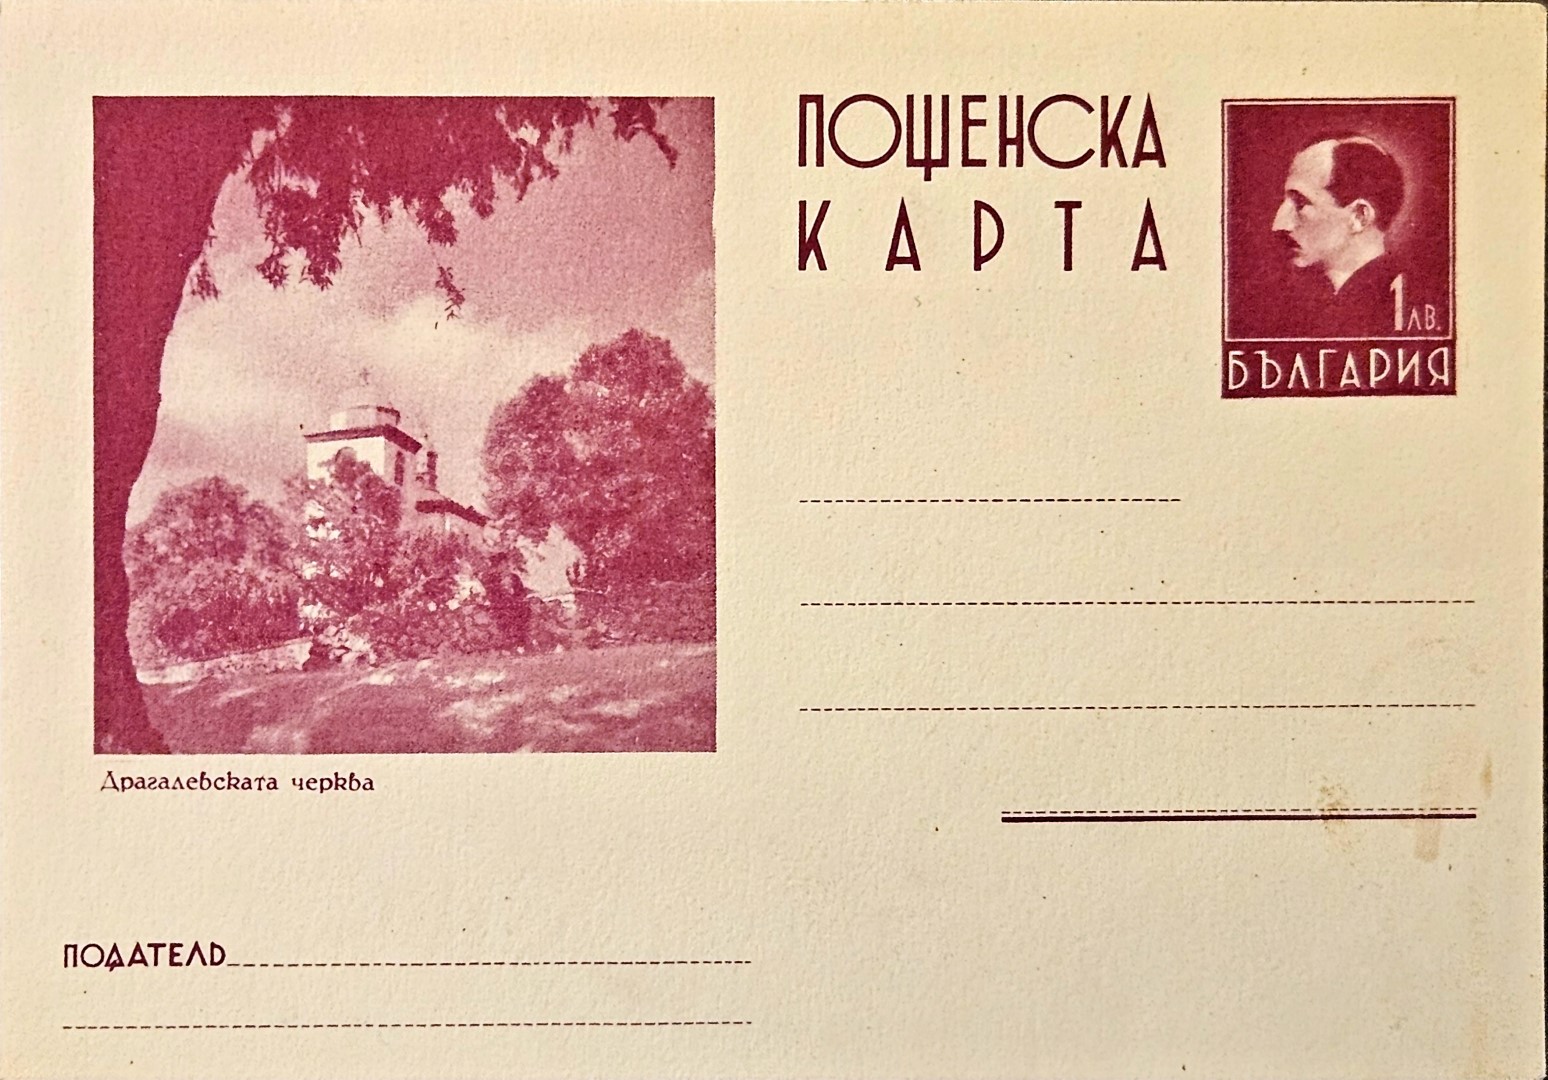 ПОЩЕНСКА
КАРТА
1 ЛВ.
БЪЛГАРИЯ
Драгалевската черква
ПОДАТЕЛЬ